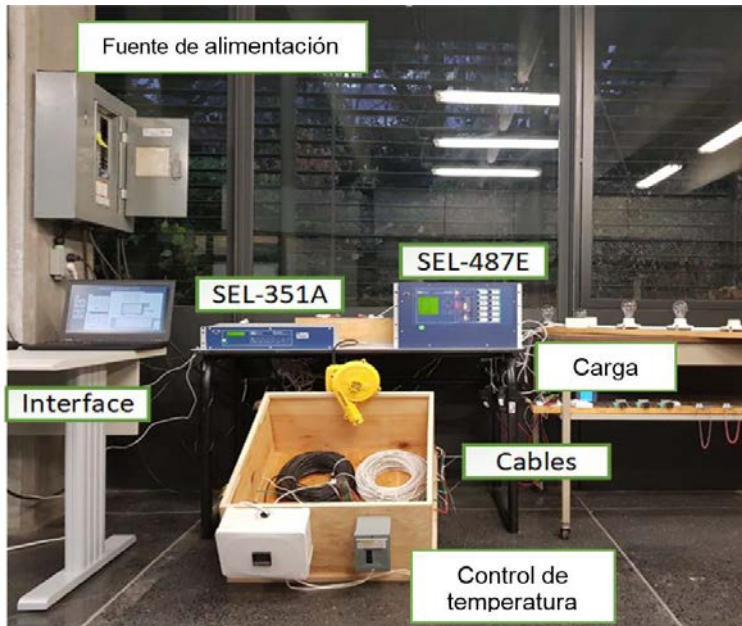 Fuente de alimentación
SEL-487E
SEL-351A
Carga
Interface
Cables
Control de
temperatura